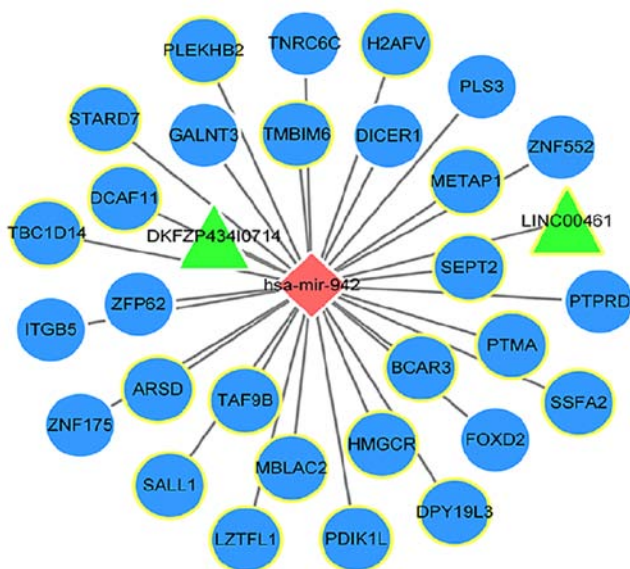 PLEKHB2
TNRC6C
H2AFV
PLS3
STARD7
GALNT3
TMBIM6
DICER1
ZNF552
METAP1
DCAF11
TBC1D14
DKFZP434I0714
LINC00461
SEPT2
hsa-mir-942
PTPRD
ITGB5
ZFP62
PTMA
BCAR3
SSFA2
ARSD
TAF9B
ZNF175
FOXD2
HMGCR
MBLAC2
SALL1
DPY19L3
LZTFL1
PDIK1L